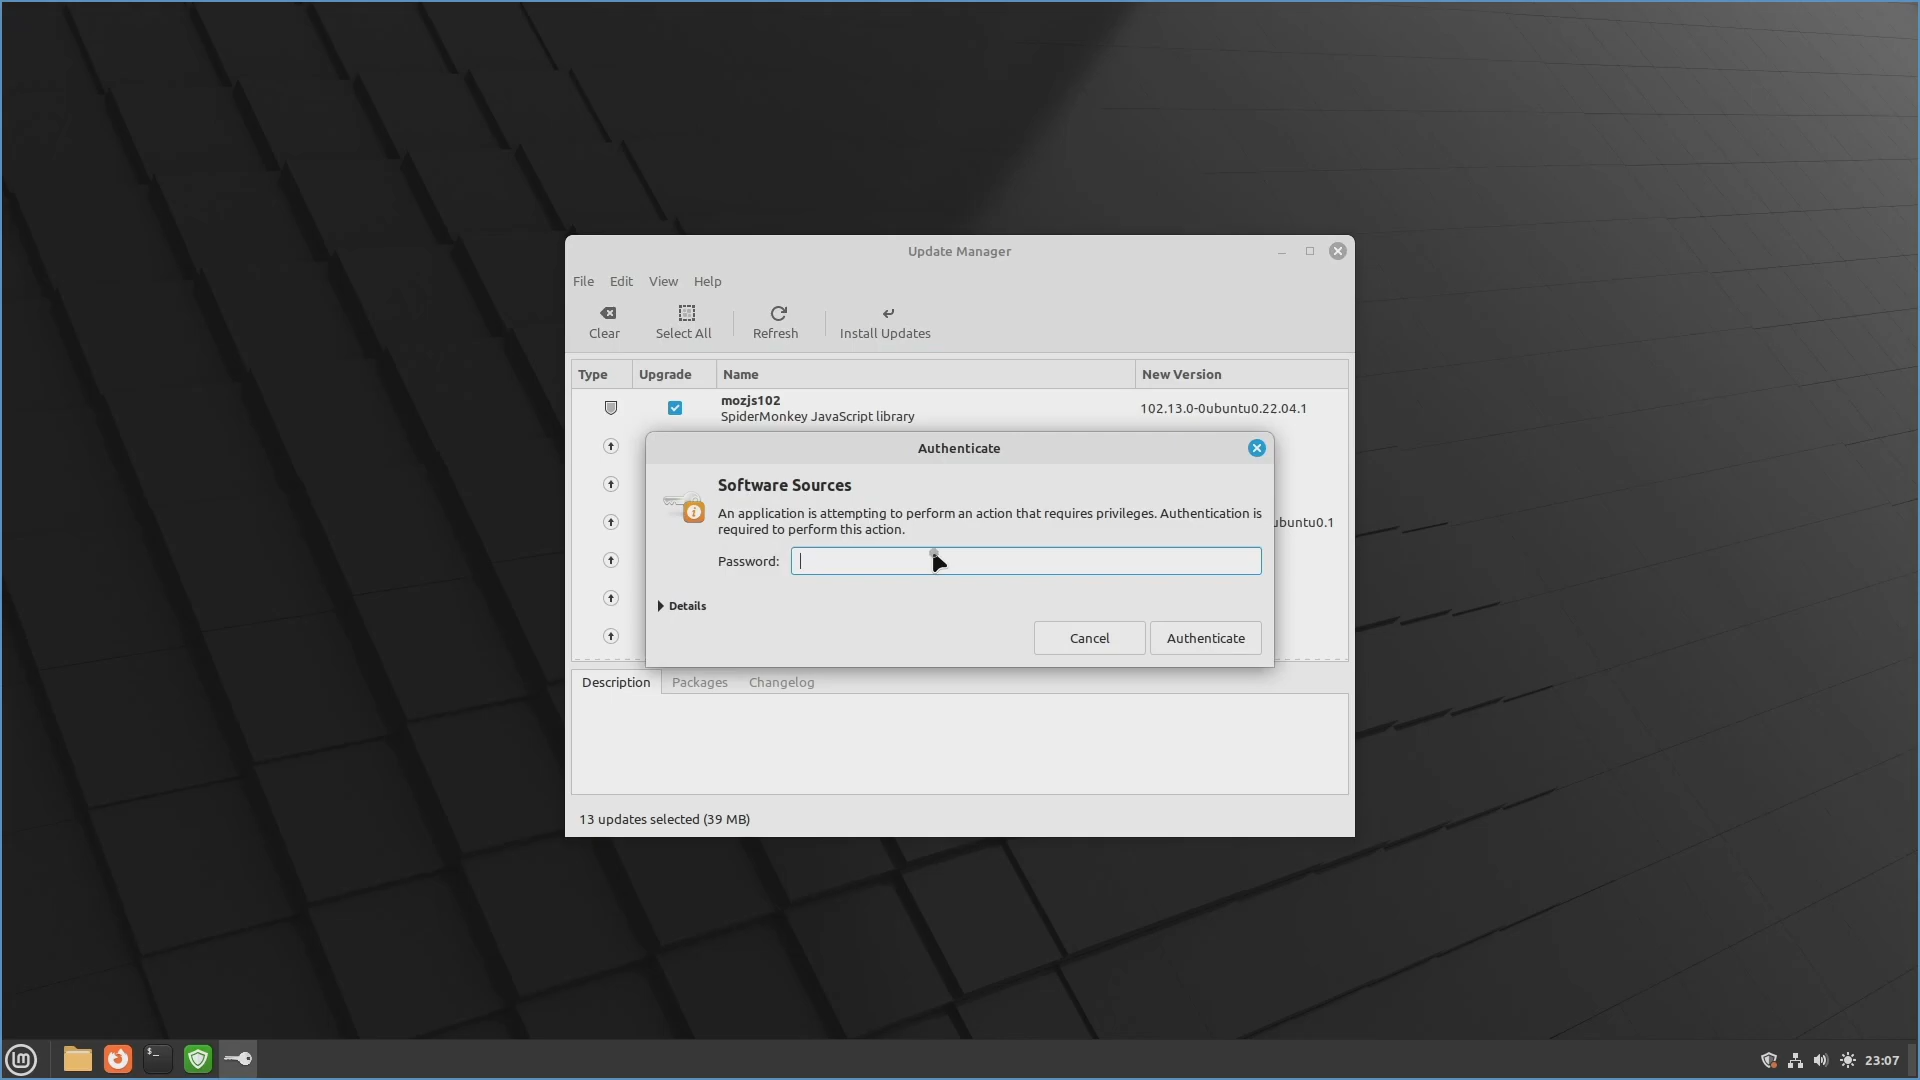 Update Manager
File Edit View Help
Clear Select All Refresh Install Updates
Type Upgrade Name New Version
mozjs102
SpiderMonkey JavaScript library
102.13.0-0ubuntu0.22.04.1
Authenticate
Software Sources
An application is attempting to perform an action that requires privileges. Authentication is
required to perform this action.
ubuntu0.1
Password:
Details
Cancel Authenticate
Description Packages Changelog
13 updates selected (39 MB)
23:07